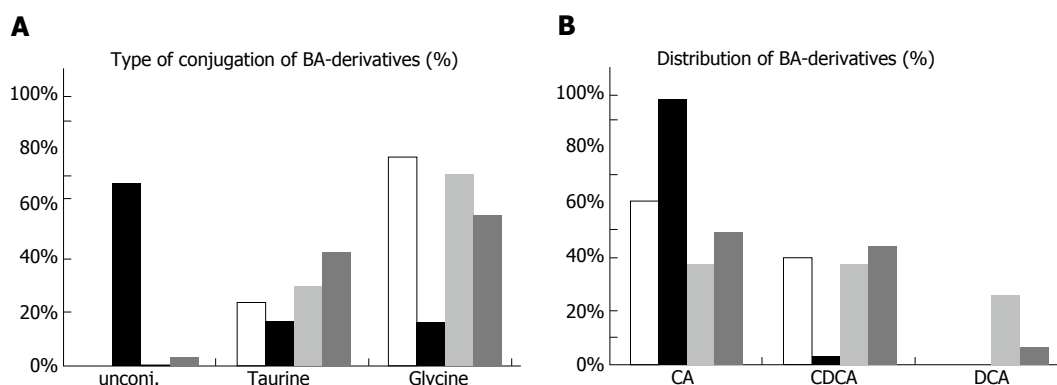 A
Type of conjugation of BA-derivatives (%)
100%
80%
60%
40%
20%
0%
unconj.
Taurine
Glycine
B
Distribution of BA-derivatives (%)
100%
80%
60%
40%
20%
0%
CA
CDCA
DCA